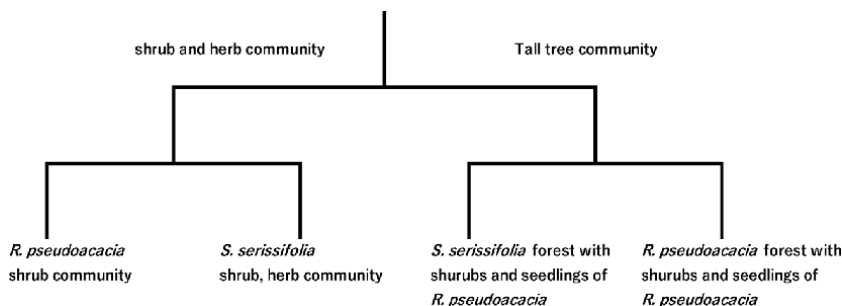 shrub and herb community
Tall tree community
R. pseudoacacia
shrub community
S. serissifolia
shrub, herb community
S. serissifolia forest with
shurubs and seedlings of
R. pseudoacacia
R. pseudoacacia forest with
shurubs and seedlings of
R. pseudoacacia